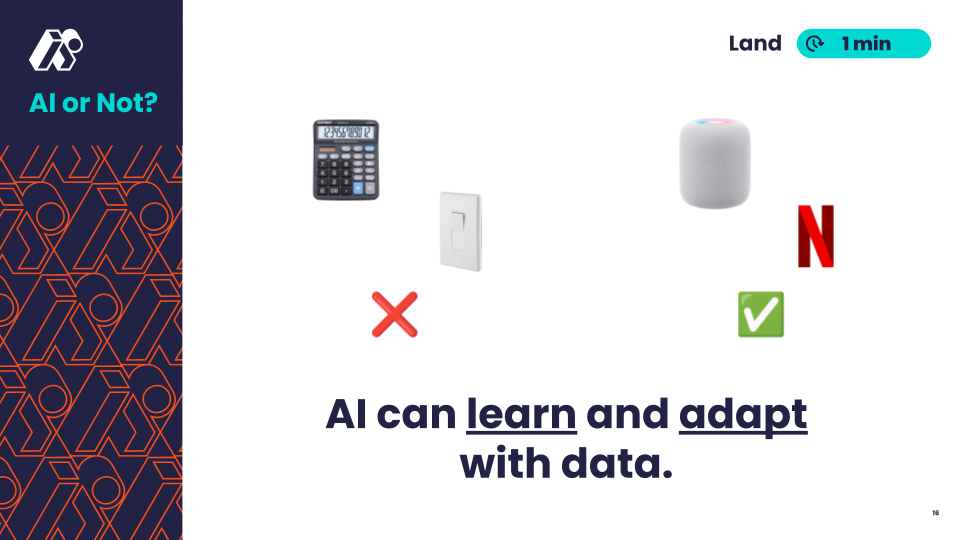 AI or Not?
Land
1 min
N
AI can learn and adapt
with data.
16